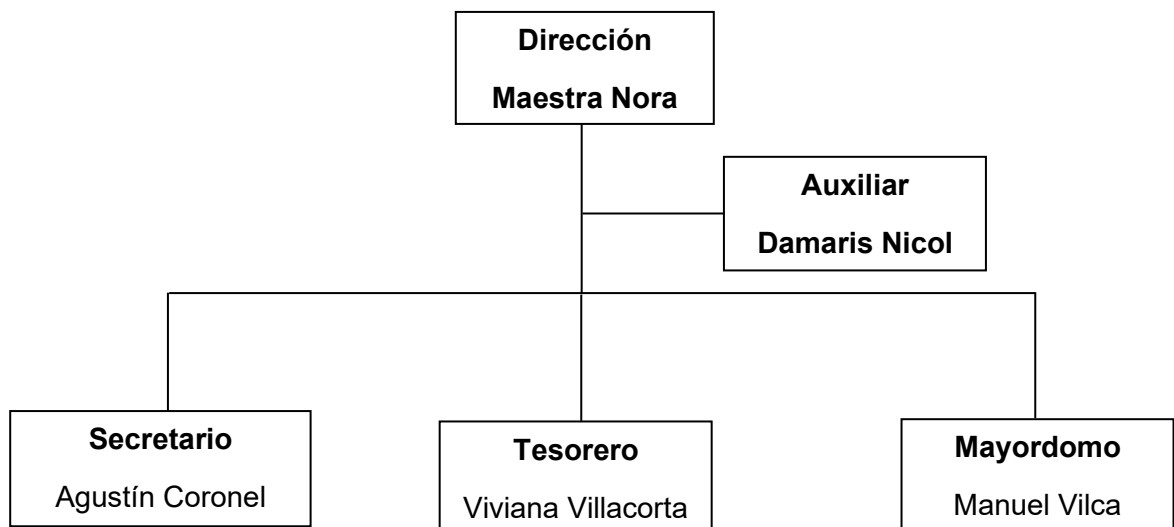 Dirección
Maestra Nora
Auxiliar
Damaris Nicol
Secretario
Agustín Coronel
Tesorero
Viviana Villacorta
Mayordomo
Manuel Vilca